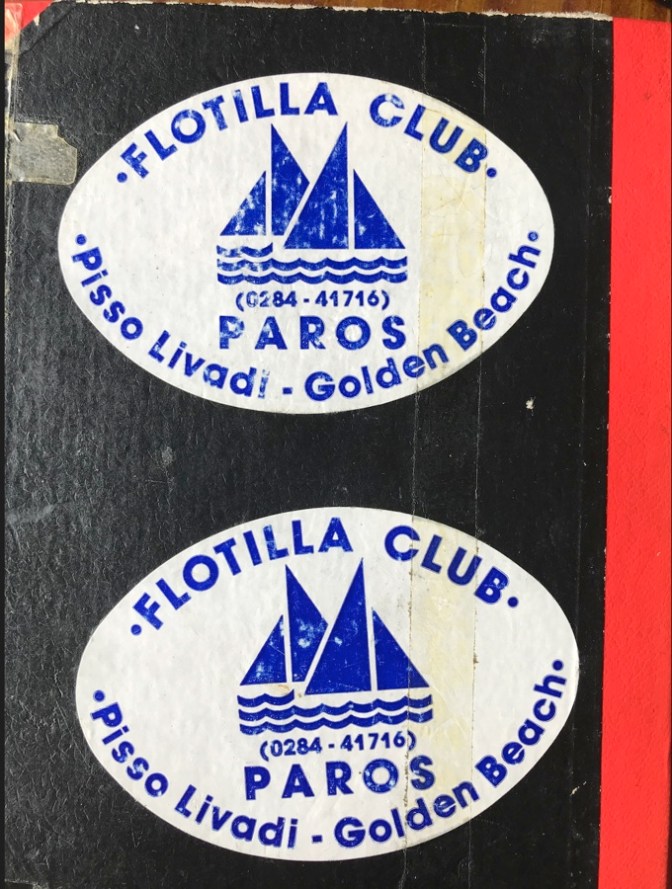 ·FLOTILLA CLUB·
(0284-41716)
PAROS
·Pisso Livadi - Golden Beach·
·FLOTILLA CLUB·
(0284-41716)
PAROS
·Pisso Livadi - Golden Beach·